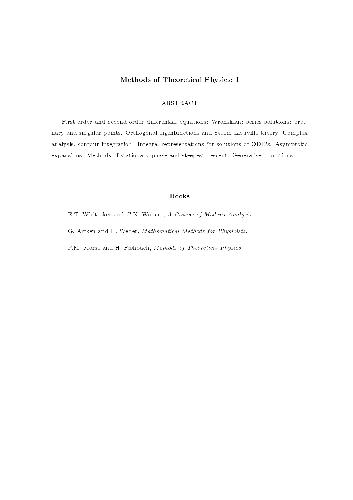 Methods of Theoretical Physics: I
ABSTRACT
First-order and second-order differential equations; Wronskian; series solutions; ordi-
nary and singular points. Orthogonal eigenfunctions and Sturm-Liouville theory. Complex
analysis, contour integration. Integral representations for solutions of ODE's. Asymptotic
expansions. Methods of stationary phase and steepest descent. Generalised functions.
Books
E.T. Whittaker and G.N. Watson, A Course of Modern Analysis.
G. Arfken and H. Weber, Mathematical Methods for Physicists.
P.M. Morse and H. Feshbach, Methods of Theoretical Physics.